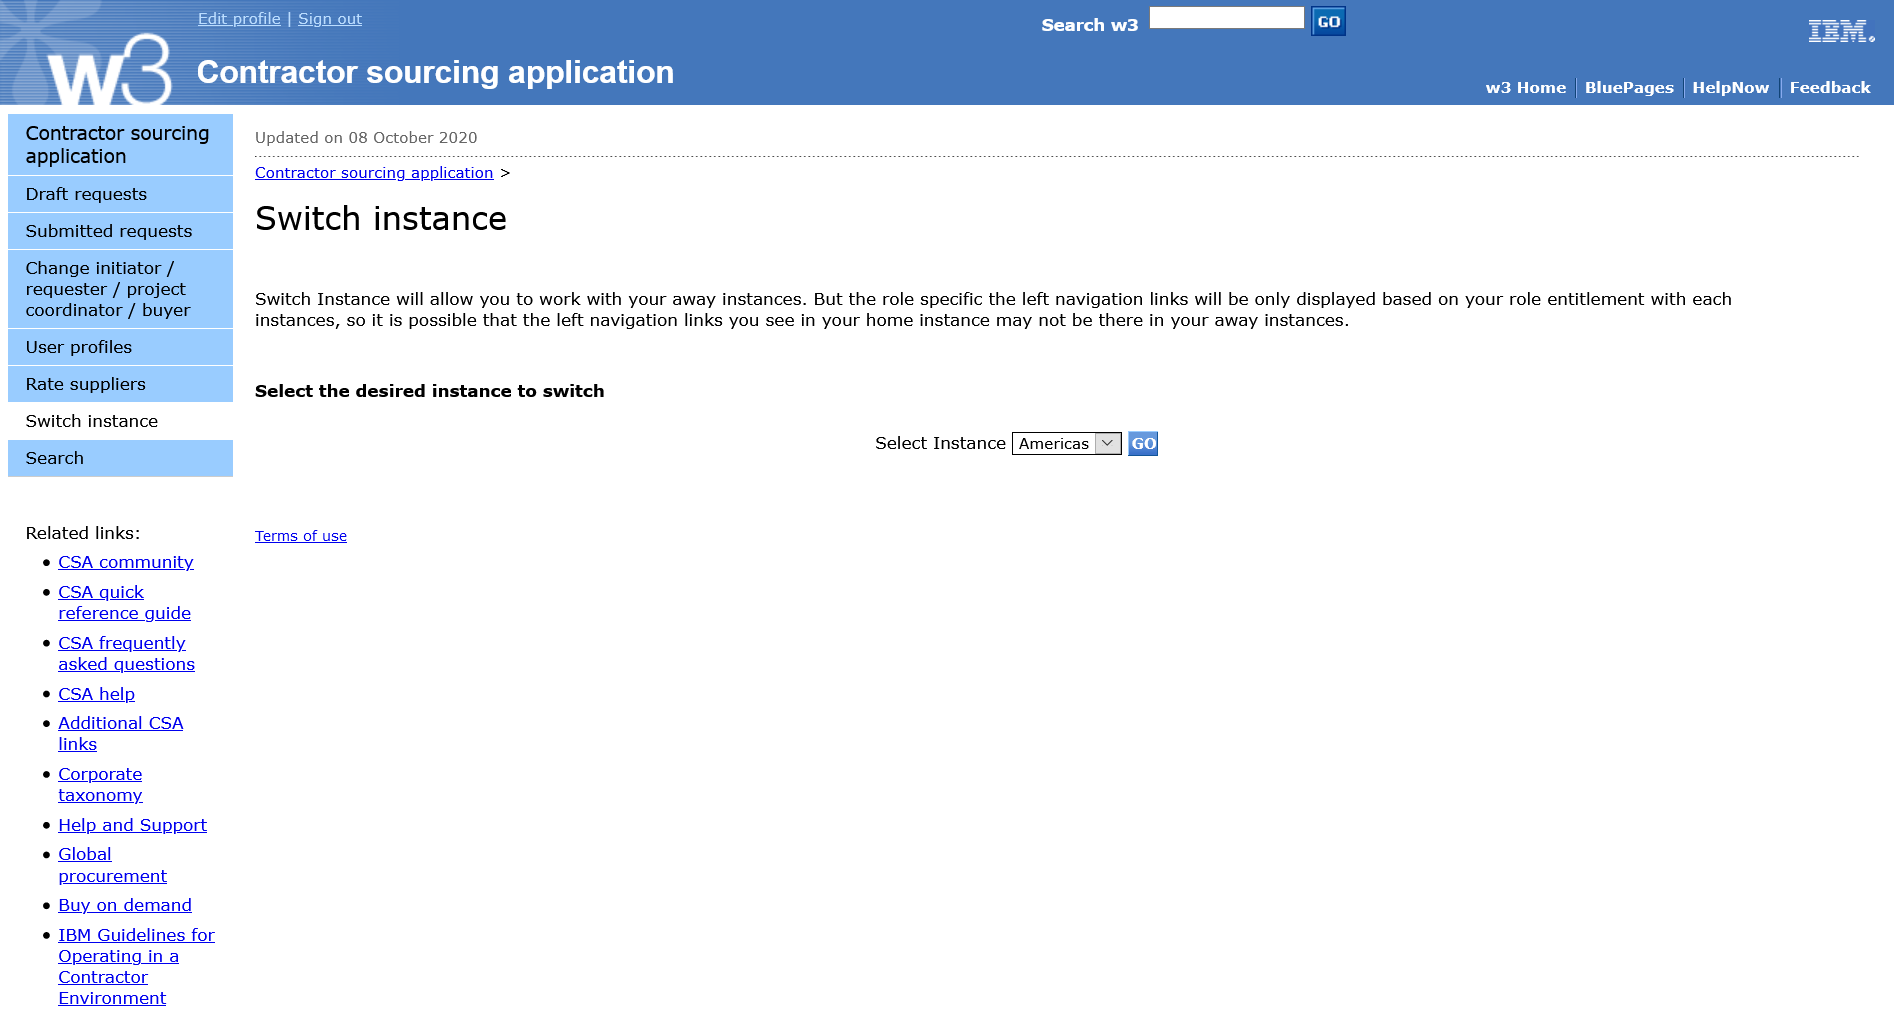 Edit profile | Sign out
Search w3
GO
IBM.
w3
Contractor sourcing application
w3 Home
BluePages
HelpNow
Feedback
Contractor sourcing
application
Draft requests
Submitted requests
Change initiator /
requester / project
coordinator / buyer
User profiles
Rate suppliers
Switch instance
Search
Related links:
• CSA community
• CSA quick
reference guide
• CSA frequently
asked questions
• CSA help
• Additional CSA
links
• Corporate
taxonomy
• Help and Support
• Global
procurement
• Buy on demand
• IBM Guidelines for
Operating in a
Contractor
Environment
Updated on 08 October 2020
Contractor sourcing application >
Switch instance
Switch Instance will allow you to work with your away instances. But the role specific the left navigation links will be only displayed based on your role entitlement with each
instances, so it is possible that the left navigation links you see in your home instance may not be there in your away instances.
Select the desired instance to switch
Select Instance Americas GO
Terms of use